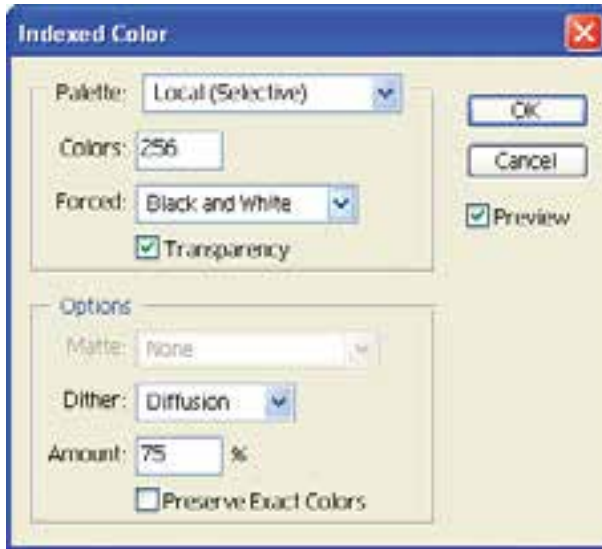 Indexed Color
Palette: Local (Selective)
OK
Colors: 256
Cancel
Forced: Black and White
Preview
Transparency
Options
Matte: None
Dither: Diffusion
Amount: 75 %
Preserve Exact Colors